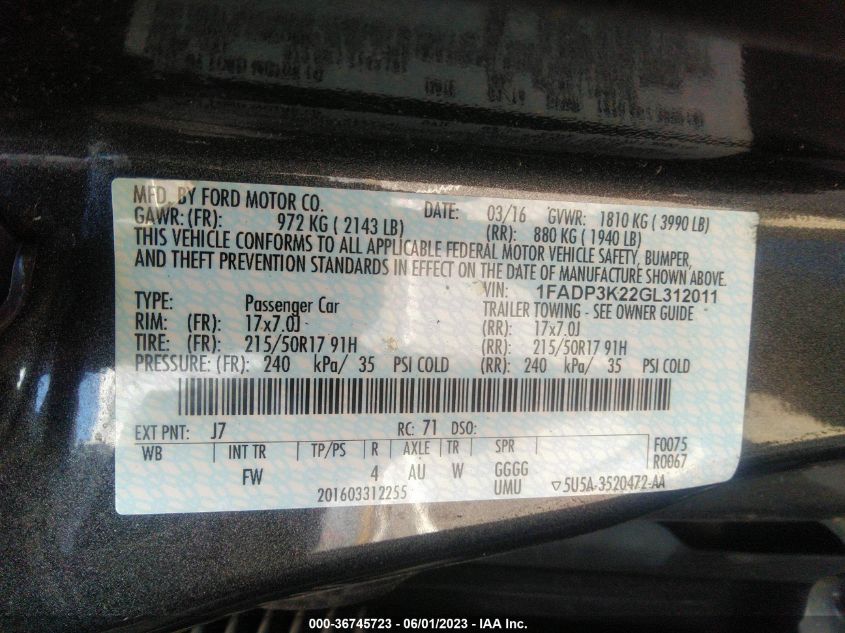 MFD. BY FORD MOTOR CO. DATE: 03/16 GVWR: 1810 KG ( 3990 LB)
GAWR: (FR): 972 KG ( 2143 LB) (RR): 880 KG ( 1940 LB)
THIS VEHICLE CONFORMS TO ALL APPLICABLE FEDERAL MOTOR VEHICLE SAFETY, BUMPER,
AND THEFT PREVENTION STANDARDS IN EFFECT ON THE DATE OF MANUFACTURE SHOWN ABOVE.
VIN: 1FADP3K22GL312011
TYPE: Passenger Car TRAILER TOWING - SEE OWNER GUIDE
RIM: (FR): 17x7.0J (RR): 17x7.0J
TIRE: (FR): 215/50R17 91H (RR): 215/50R17 91H
PRESSURE: (FR): 240 kPa/ 35 PSI COLD (RR): 240 kPa/ 35 PSI COLD
EXT PNT: J7 RC: 71 DSO:
WB INT TR TP/PS R AXLE TR SPR F0075
R0067
FW 4 AU W GGGG
201603312255 UMU ▽5U5A-3520472-AA
000-36745723 - 06/01/2023 - IAA Inc.